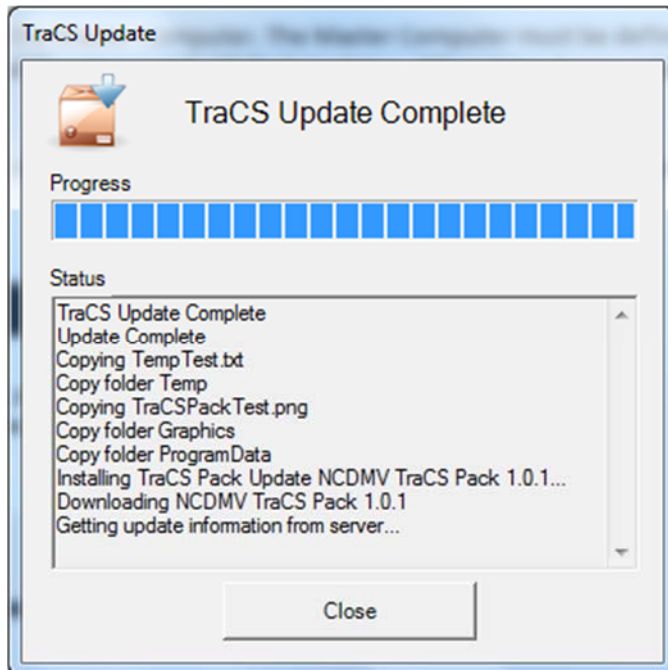 TraCS Update
TraCS Update Complete
Progress
Status
TraCS Update Complete
Update Complete
Copying TempTest.txt
Copy folder Temp
Copying TraCSPackTest.png
Copy folder Graphics
Copy folder ProgramData
Installing TraCS Pack Update NCDMV TraCS Pack 1.0.1...
Downloading NCDMV TraCS Pack 1.0.1
Getting update information from server...
Close